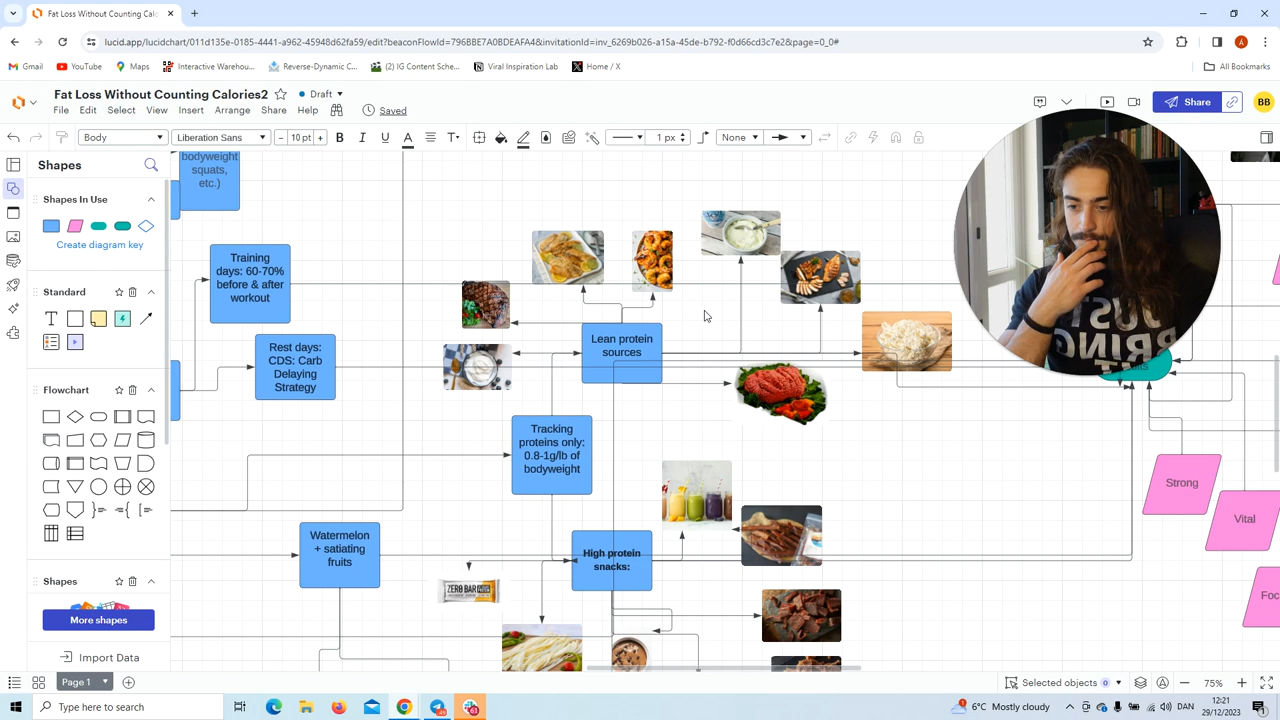 Fat Loss Without Counting Calo
lucid.app/lucidchart/011d135e-0185-4441-a962-45948d62fa59/edit?beaconFlowId=796BBE7A0BDEAFA4&invitationId=inv_6269b026-a15a-45de-b792-f0d66cd3c7e2&page=0_0#
Gmail
YouTube
Maps
Interactive Warehou...
Reverse-Dynamic C...
(2) IG Content Sche...
Viral Inspiration Lab
Home / X
All Bookmarks
Fat Loss Without Counting Calories2
Draft
File Edit Select View Insert Arrange Share Help
Saved
Share
BB
Body
Liberation Sans
10 pt
B I U A T
1 px
None
Shapes
Shapes In Use
Create diagram key
Standard
T
Flowchart
Shapes
More shapes
Import Data
bodyweight
squats,
etc.)
Training
days: 60-70%
before & after
workout
Rest days:
CDS: Carb
Delaying
Strategy
Lean protein
sources
Tracking
proteins only:
0.8-1g/lb of
bodyweight
Watermelon
+ satiating
fruits
High protein
snacks:
ZERO BAR
JUST
BRING
Strong
Vital
Foc
Page 1
Selected objects 0
75%
Type here to search
6°C Mostly cloudy
DAN
12:21
29/12/2023